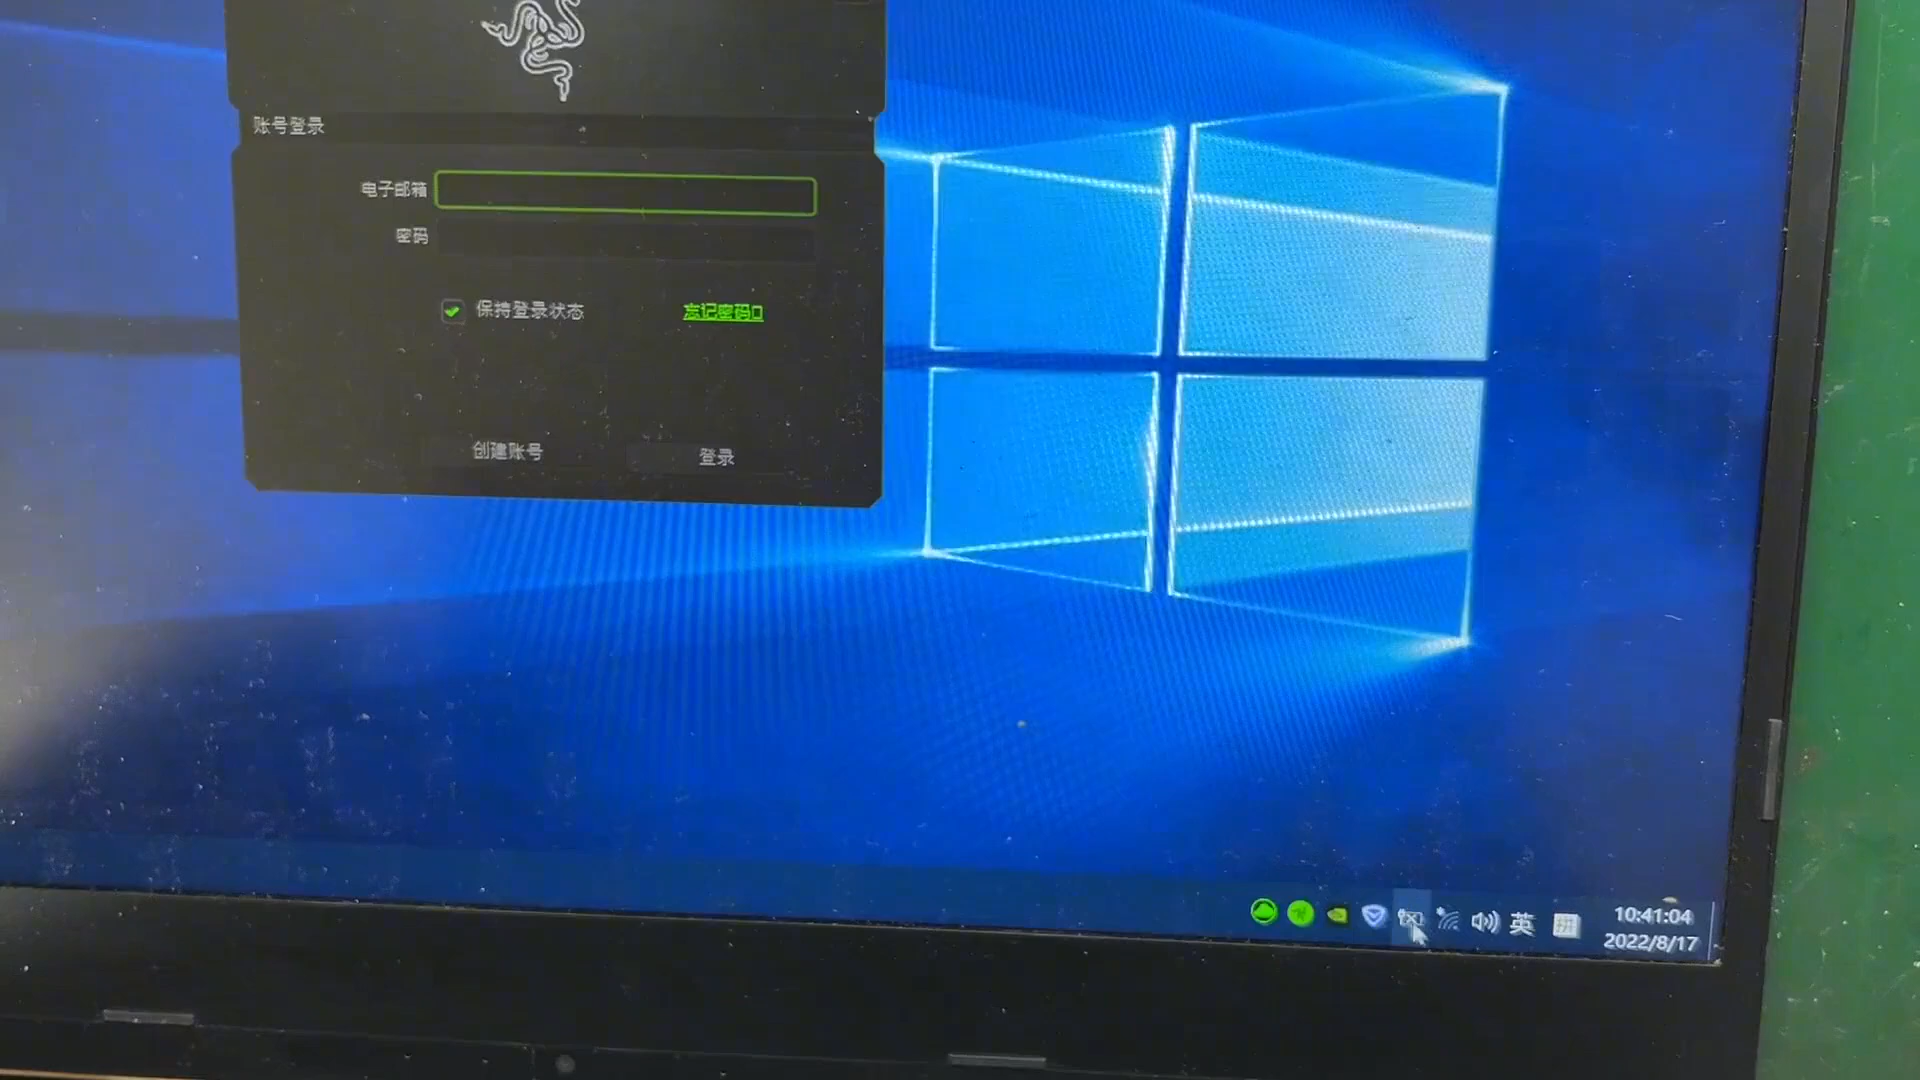 账号登录
电子邮箱
密码
保持登录状态
忘记密码
创建账号
登录
英
拼
10:41:04
2022/8/17